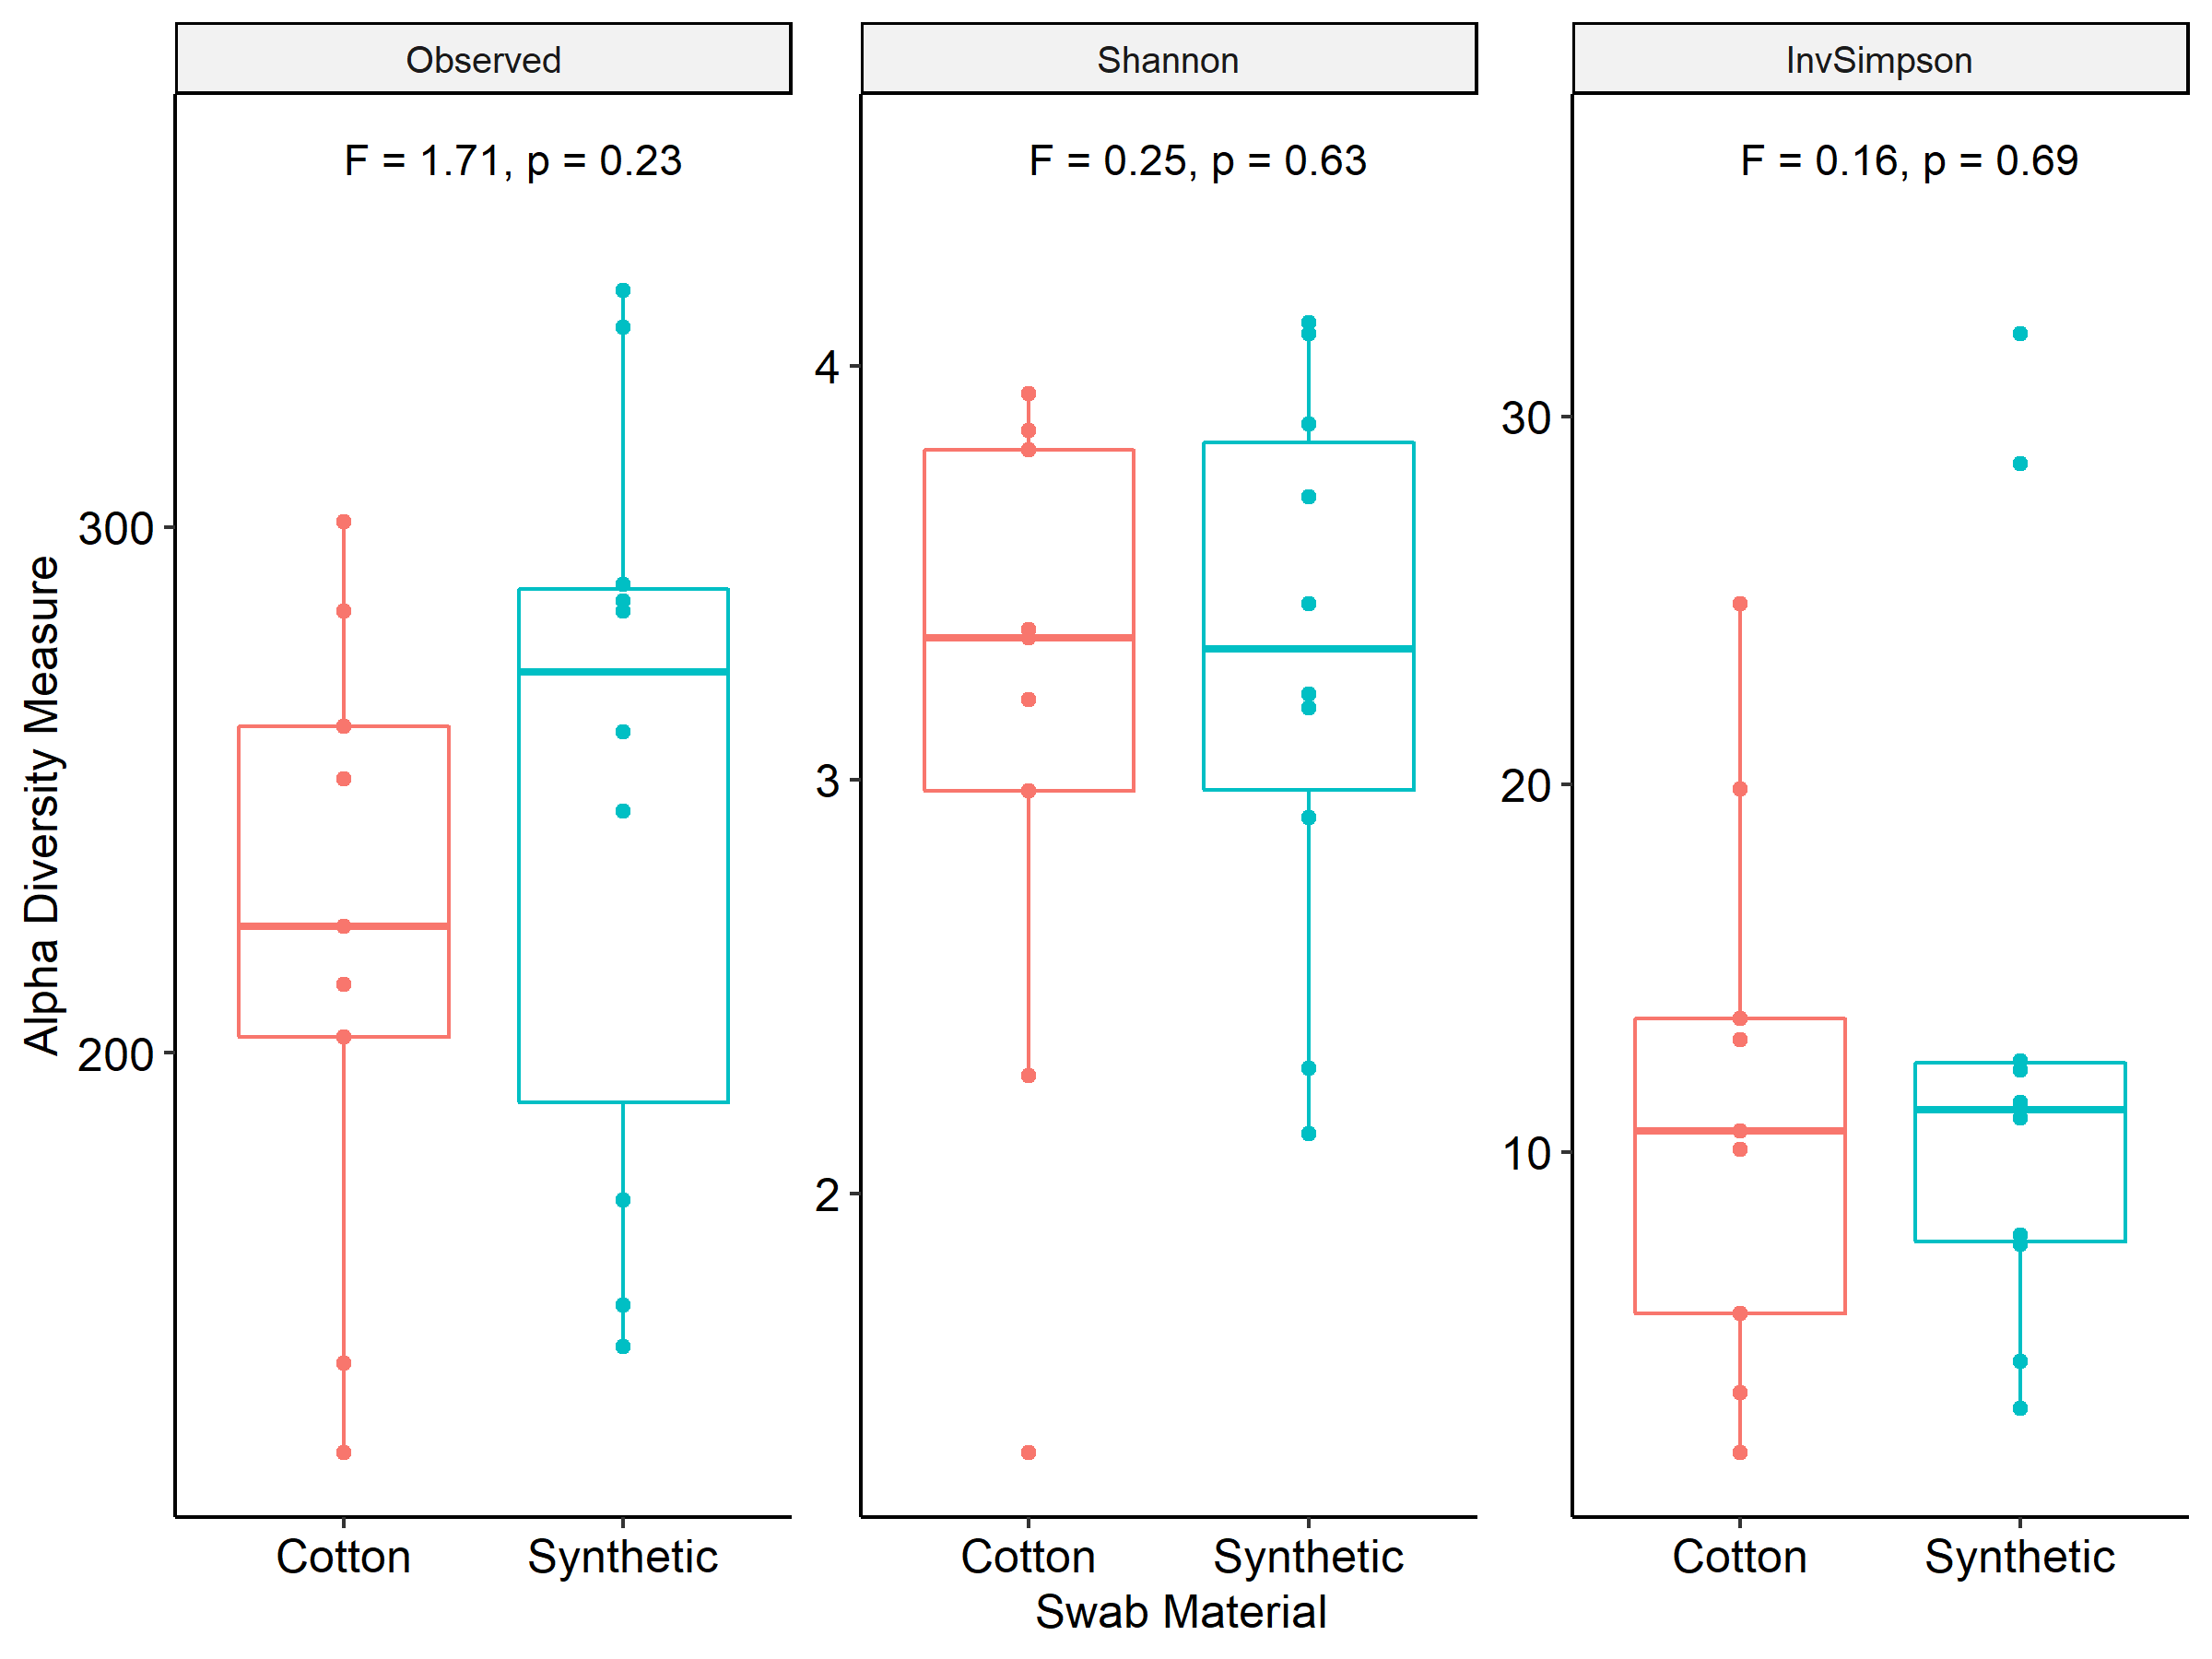 Observed
Shannon
InvSimpson
F = 1.71, p = 0.23
F = 0.25, p = 0.63
F = 0.16, p = 0.69
Alpha Diversity Measure
300
200
4
3
2
30
20
10
Cotton
Synthetic
Cotton
Synthetic
Cotton
Synthetic
Swab Material